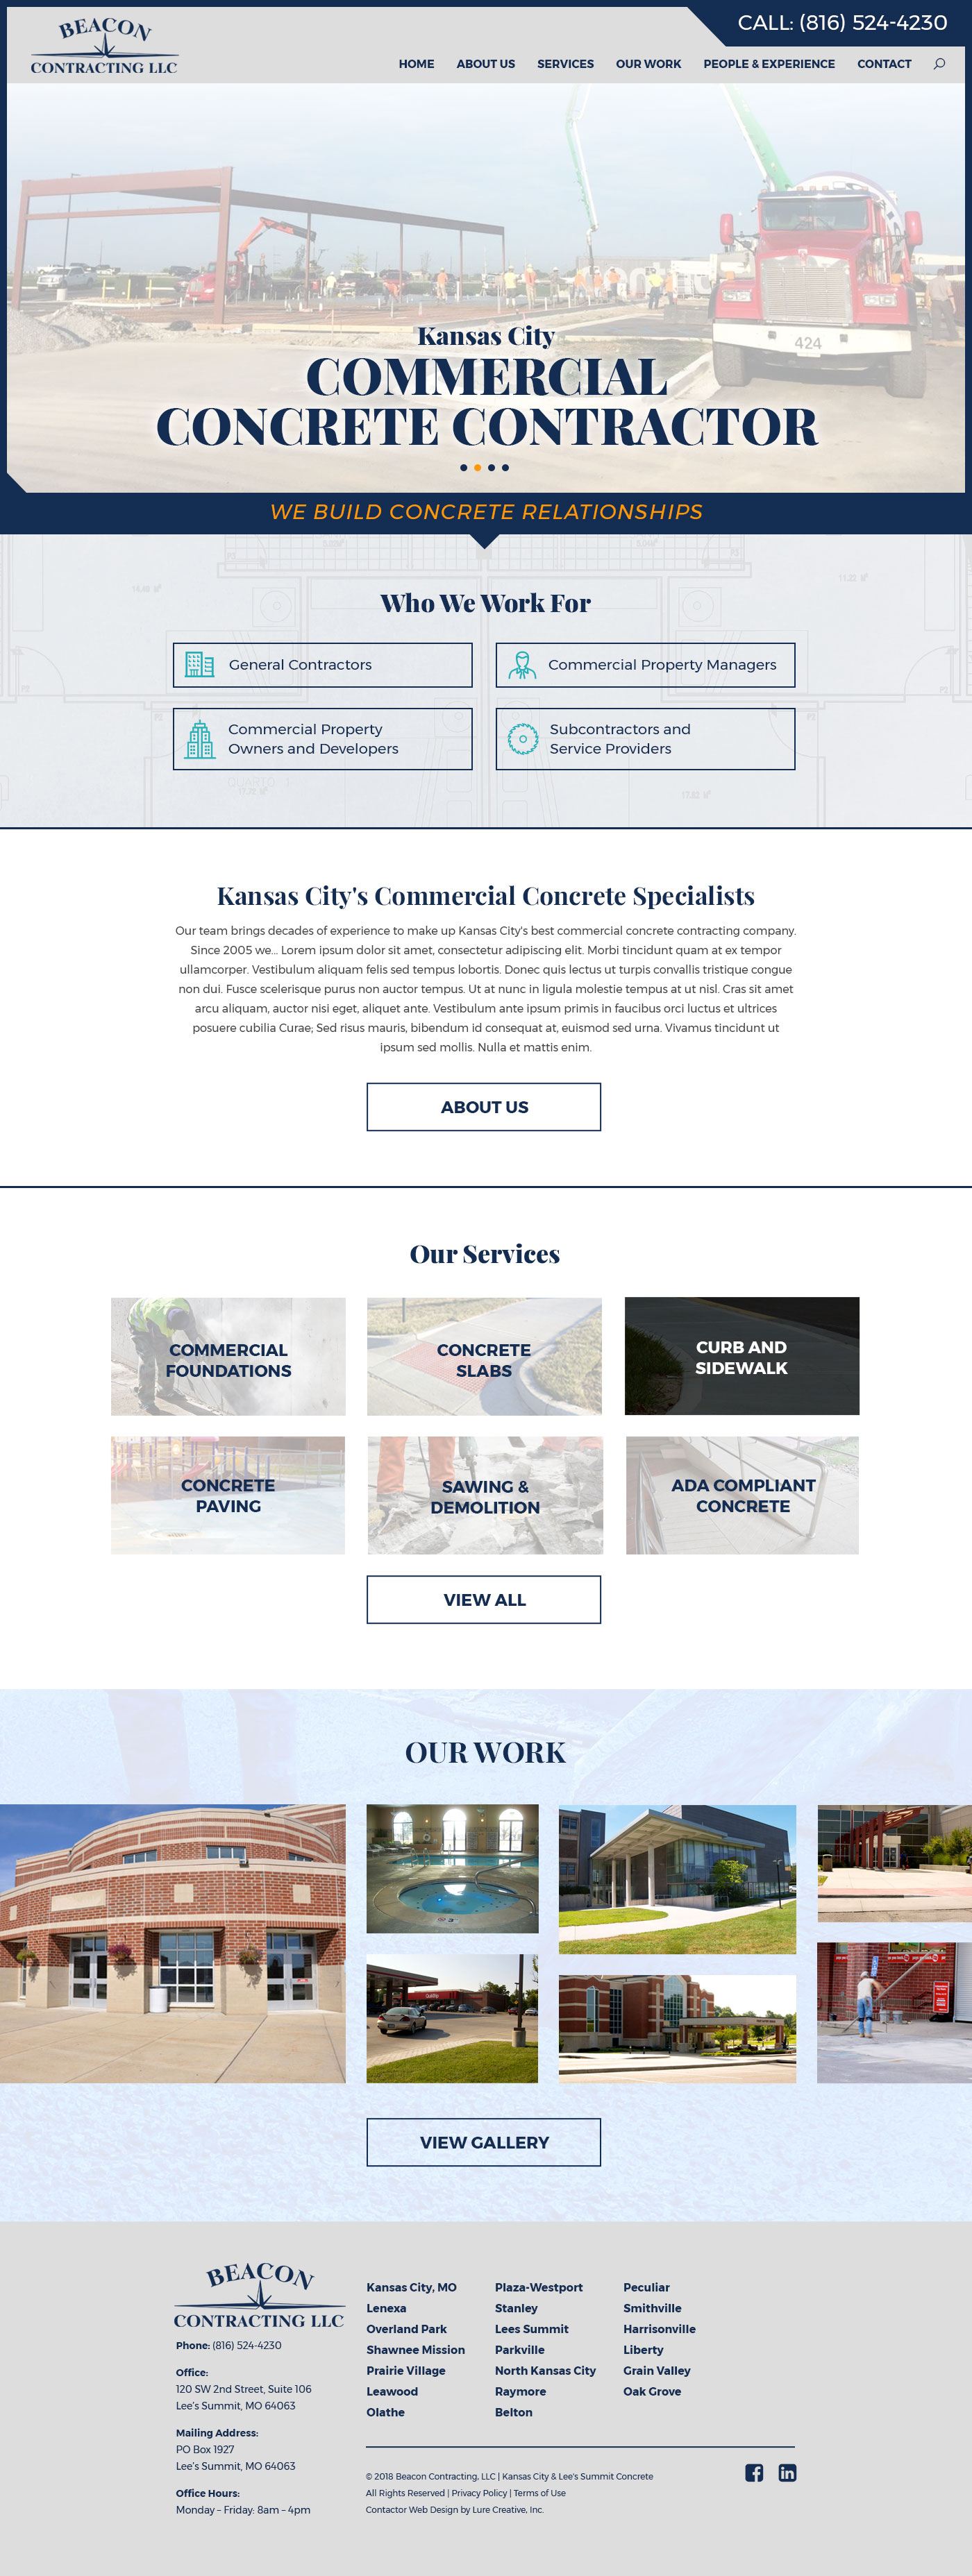 BEACON
CONTRACTING LLC
CALL: (816) 524-4230
HOME
ABOUT US
SERVICES
OUR WORK
PEOPLE & EXPERIENCE
CONTACT
424
Kansas City
COMMERCIAL
CONCRETE CONTRACTOR
WE BUILD CONCRETE RELATIONSHIPS
Who We Work For
General Contractors
Commercial Property Managers
Commercial Property
Owners and Developers
Subcontractors and
Service Providers
Kansas City's Commercial Concrete Specialists
Our team brings decades of experience to make up Kansas City's best commercial concrete contracting company.
Since 2005 we... Lorem ipsum dolor sit amet, consectetur adipiscing elit. Morbi tincidunt quam at ex tempor
ullamcorper. Vestibulum aliquam felis sed tempus lobortis. Donec quis lectus ut turpis convallis tristique congue
non dui. Fusce scelerisque purus non auctor tempus. Ut at nunc in ligula molestie tempus at ut nisl. Cras sit amet
arcu aliquam, auctor nisi eget, aliquet ante. Vestibulum ante ipsum primis in faucibus orci luctus et ultrices
posuere cubilia Curae; Sed risus mauris, bibendum id consequat at, euismod sed urna. Vivamus tincidunt ut
ipsum sed mollis. Nulla et mattis enim.
ABOUT US
Our Services
COMMERCIAL
FOUNDATIONS
CONCRETE
SLABS
CURB AND
SIDEWALK
CONCRETE
PAVING
SAWING &
DEMOLITION
ADA COMPLIANT
CONCRETE
VIEW ALL
OUR WORK
VIEW GALLERY
BEACON
CONTRACTING LLC
Phone: (816) 524-4230
Office:
120 SW 2nd Street, Suite 106
Lee's Summit, MO 64063
Mailing Address:
PO Box 1927
Lee's Summit, MO 64063
Office Hours:
Monday – Friday: 8am – 4pm
Kansas City, MO
Lenexa
Overland Park
Shawnee Mission
Prairie Village
Leawood
Olathe
Plaza-Westport
Stanley
Lees Summit
Parkville
North Kansas City
Raymore
Belton
Peculiar
Smithville
Harrisonville
Liberty
Grain Valley
Oak Grove
© 2018 Beacon Contracting, LLC | Kansas City & Lee's Summit Concrete
All Rights Reserved | Privacy Policy | Terms of Use
Contactor Web Design by Lure Creative, Inc.